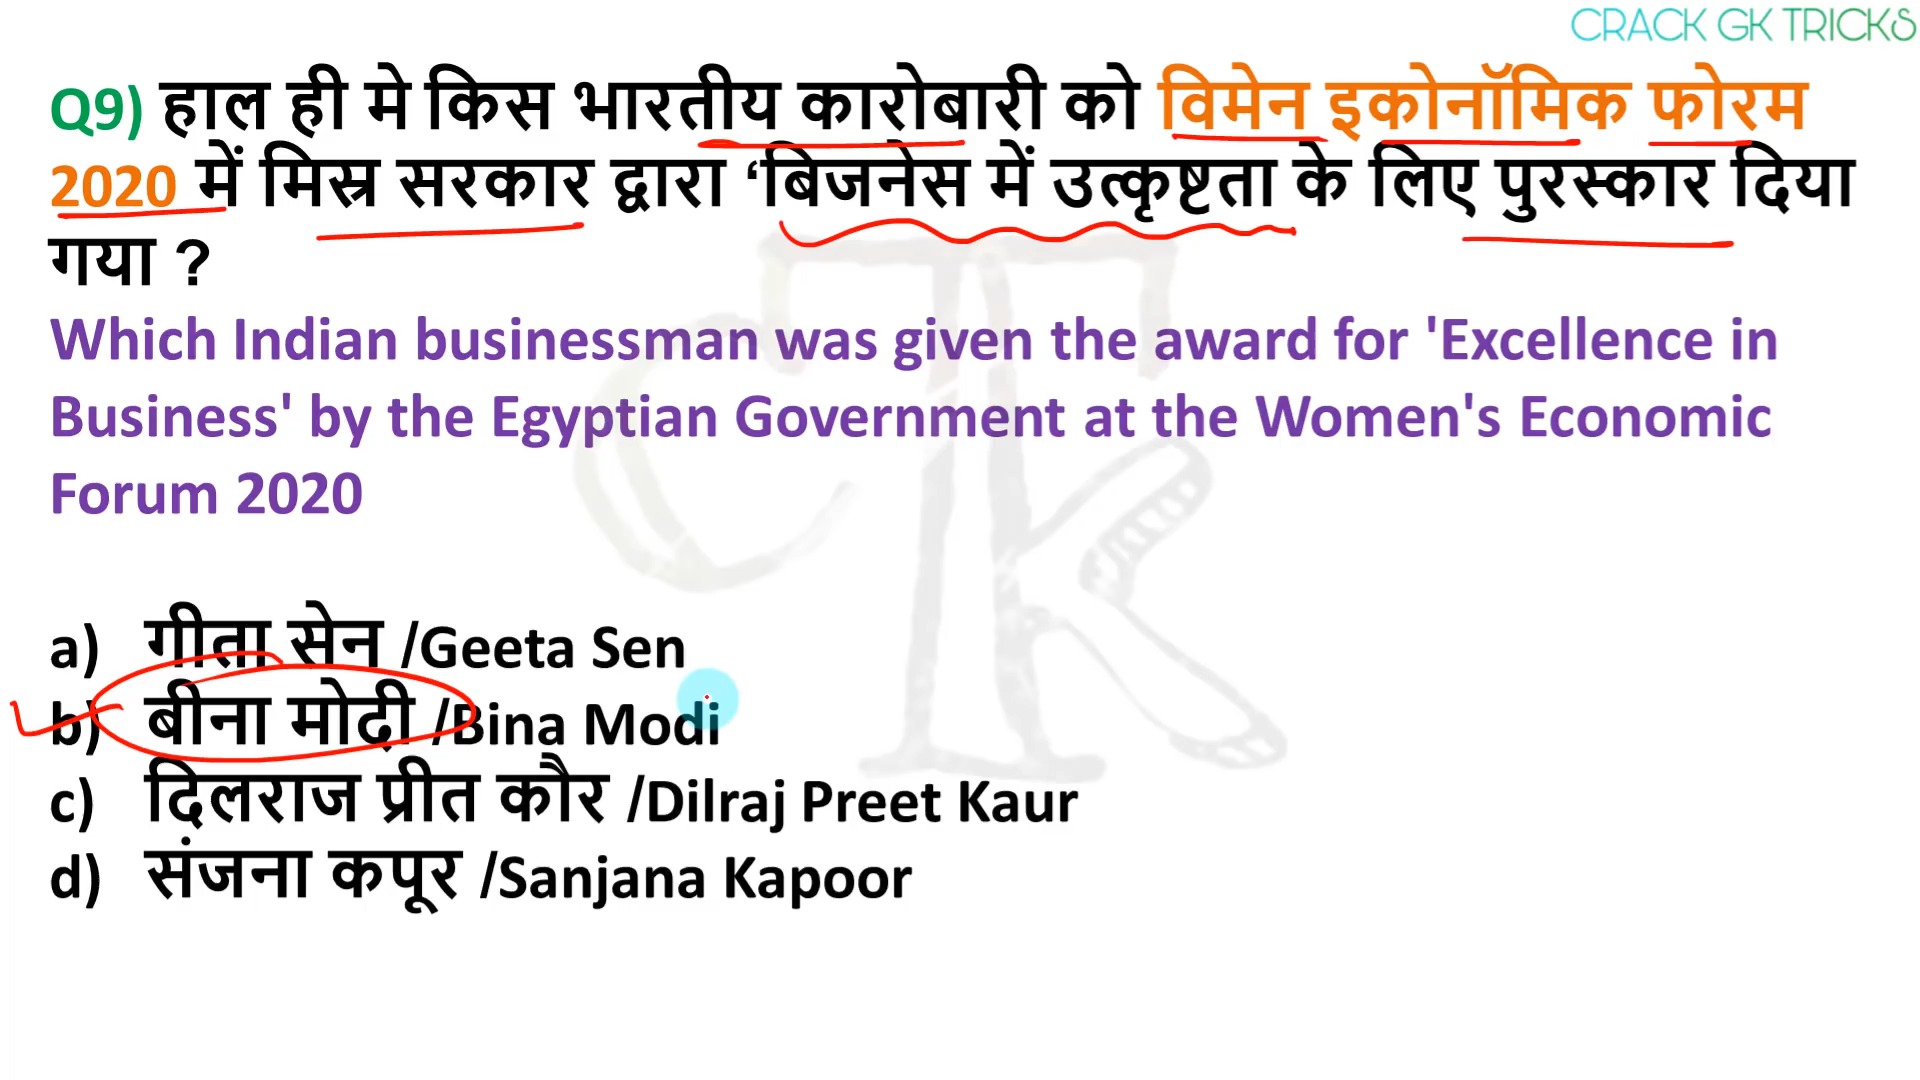 CRACK GK TRICKS
Q9) हाल ही मे किस भारतीय कारोबारी को विमेन इकोनॉमिक फोरम
2020 में मिस्र सरकार द्वारा ‘बिजनेस में उत्कृष्टता के लिए पुरस्कार दिया
गया ?
Which Indian businessman was given the award for 'Excellence in
Business' by the Egyptian Government at the Women's Economic
Forum 2020
a) गीता सेन /Geeta Sen
b) बीना मोदी /Bina Modi
c) दिलराज प्रीत कौर /Dilraj Preet Kaur
d) संजना कपूर /Sanjana Kapoor